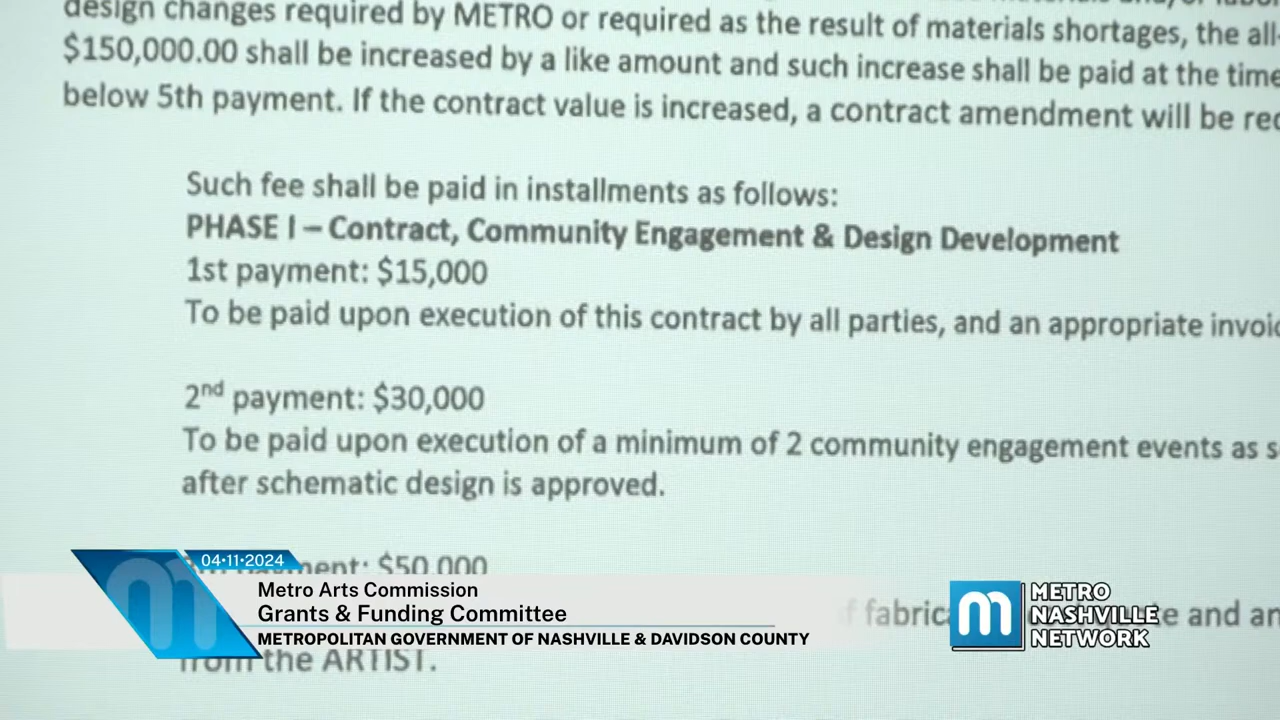 design changes required by METRO or required as the result of materials shortages, the all-
$150,000.00 shall be increased by a like amount and such increase shall be paid at the time
below 5th payment. If the contract value is increased, a contract amendment will be
Such fee shall be paid in installments as follows:
PHASE I – Contract, Community Engagement & Design Development
1st payment: $15,000
To be paid upon execution of this contract by all parties, and an appropriate
2nd payment: $30,000
To be paid upon execution of a minimum of 2 community engagement events as
after schematic design is approved.
payment: $50,000
04·11·2024
Metro Arts Commission
Grants & Funding Committee
METROPOLITAN GOVERNMENT OF NASHVILLE & DAVIDSON COUNTY
and an
from the ARTIST.
METRO
NASHVILLE
NETWORK